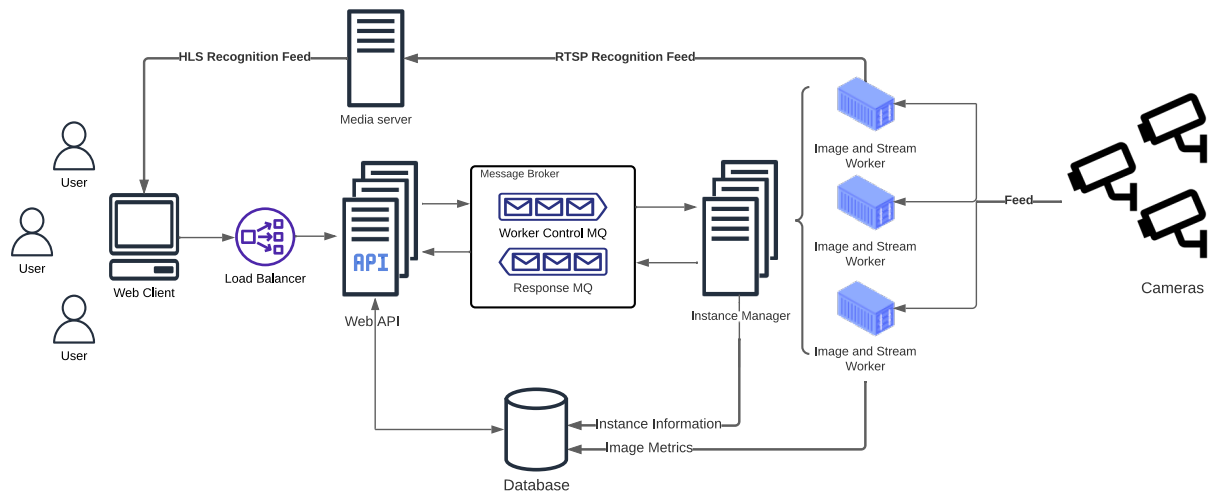 HLS Recognition Feed
RTSP Recognition Feed
Media server
User
User
User
Web Client
Load Balancer
API
Web API
Message Broker
Worker Control MQ
Response MQ
Instance Manager
Image and Stream
Worker
Image and Stream
Worker
Image and Stream
Worker
Feed
Cameras
Instance Information
Image Metrics
Database